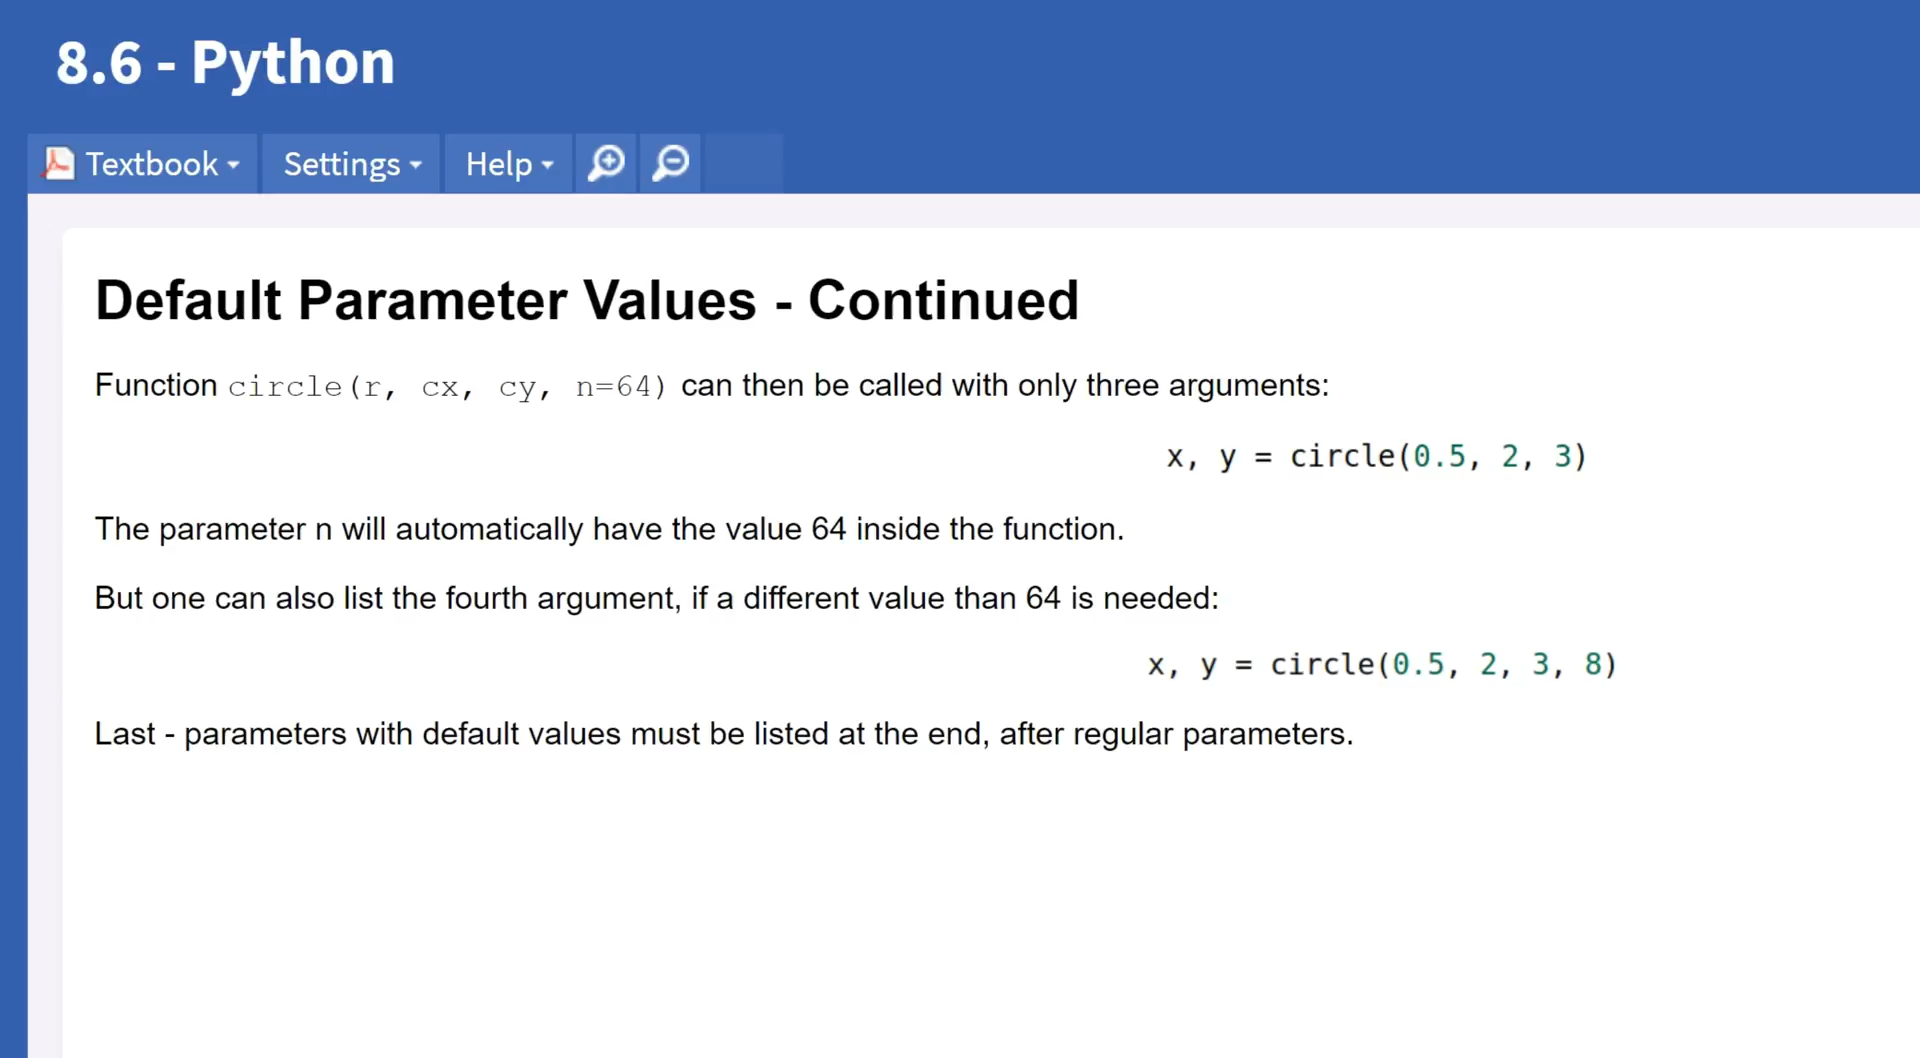 8.6 - Python
Textbook Settings Help
Default Parameter Values - Continued
Function circle(r, cx, cy, n=64) can then be called with only three arguments:
x, y = circle(0.5, 2, 3)
The parameter n will automatically have the value 64 inside the function.
But one can also list the fourth argument, if a different value than 64 is needed:
x, y = circle(0.5, 2, 3, 8)
Last - parameters with default values must be listed at the end, after regular parameters.